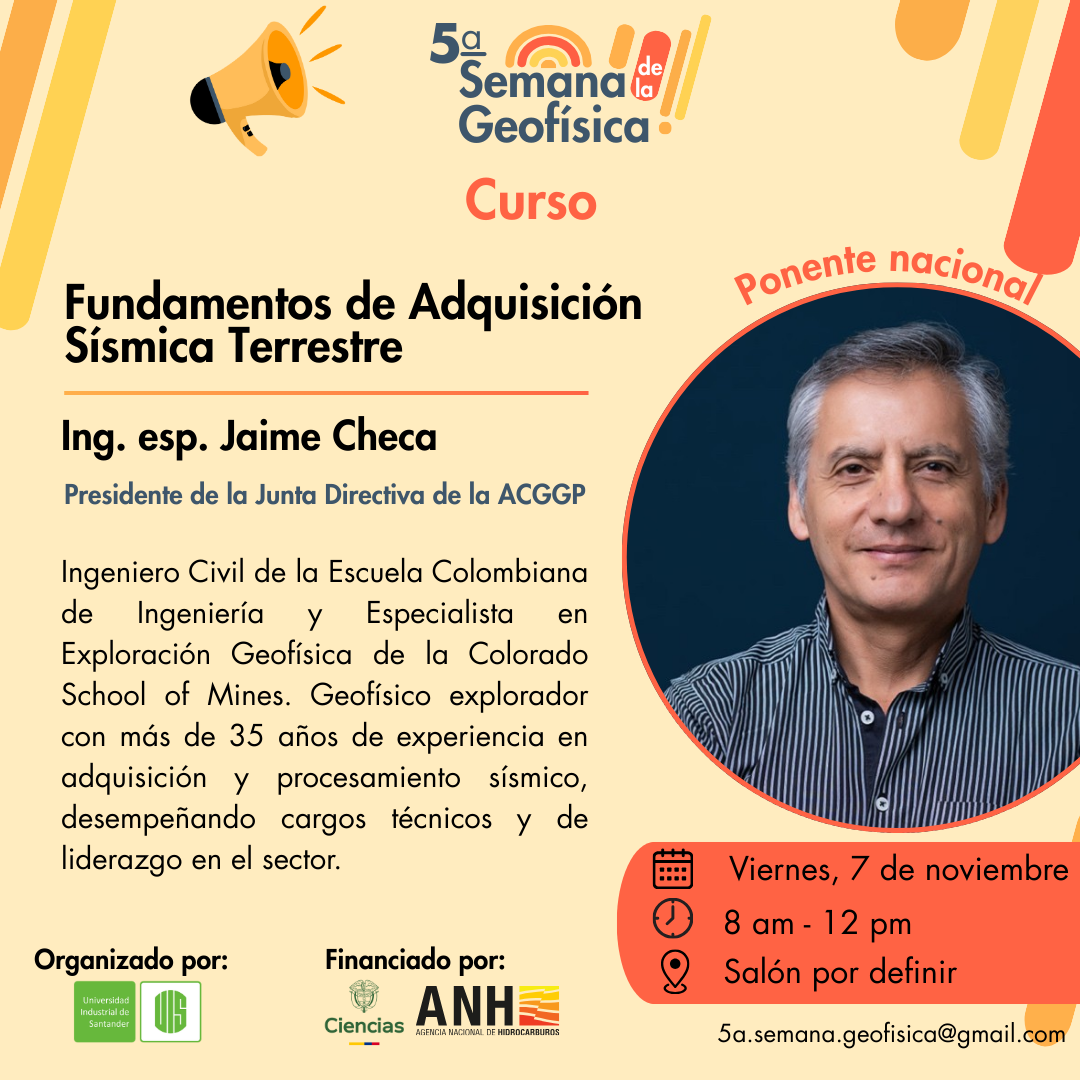 5ª
Semana de la
Geofísica
Curso
Ponente nacional
Fundamentos de Adquisición
Sísmica Terrestre
Ing. esp. Jaime Checa
Presidente de la Junta Directiva de la ACGGP
Ingeniero Civil de la Escuela Colombiana
de Ingeniería y Especialista en
Exploración Geofísica de la Colorado
School of Mines. Geofísico explorador
con más de 35 años de experiencia en
adquisición y procesamiento sísmico,
desempeñando cargos técnicos y de
liderazgo en el sector.
Viernes, 7 de noviembre
8 am - 12 pm
Salón por definir
5a.semana.geofisica@gmail.com
Organizado por:
Universidad
Industrial de
Santander
UIS
Financiado por:
Ciencias
ANH
AGENCIA NACIONAL DE HIDROCARBUROS